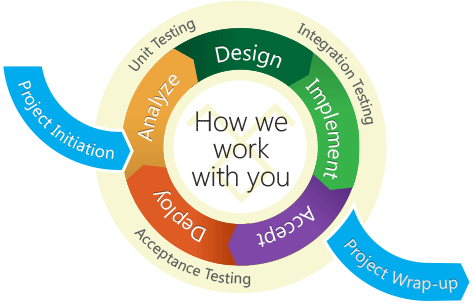 Project Initiation
Unit Testing
Analyze
Design
Integration Testing
Implement
How we
work
with you
Accept
Deploy
Acceptance Testing
Project Wrap-up